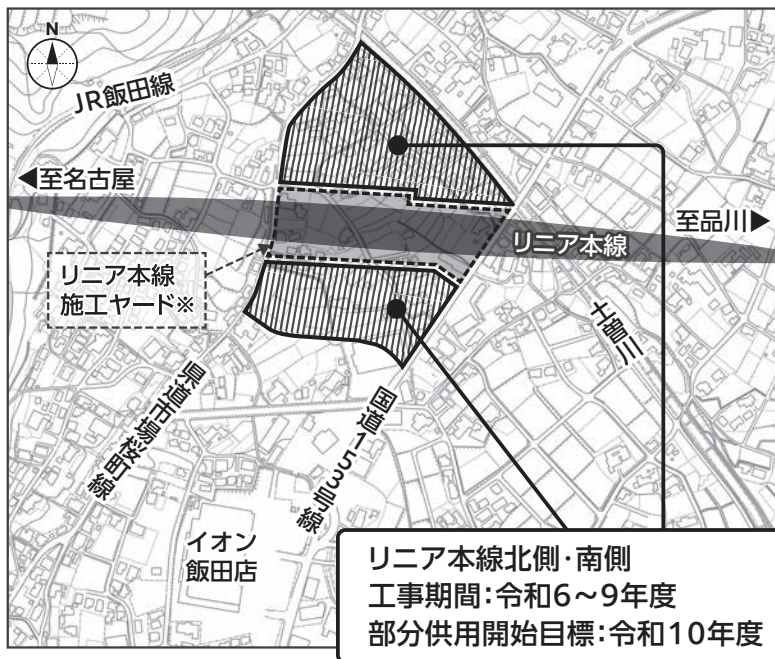 N
JR飯田線
◀至名古屋
至品川▶
リニア本線
リニア本線
施工ヤード※
土曽川
県道市場桜町線
国道153号線
イオン
飯田店
リニア本線北側・南側
工事期間：令和6～9年度
部分供用開始目標：令和10年度